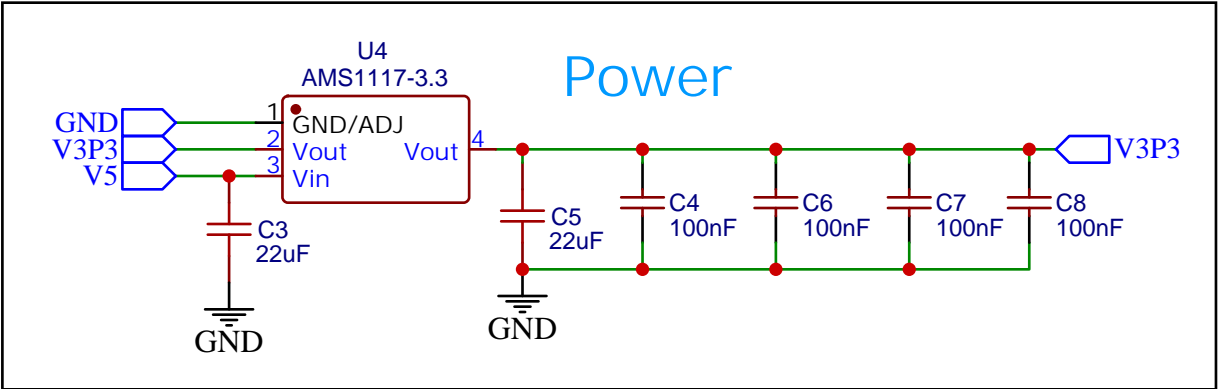 U4
AMS1117-3.3
Power
GND
1
GND/ADJ
V3P3
2
Vout
Vout
4
V3P3
V5
3
Vin
C3
22uF
GND
C5
22uF
C4
100nF
C6
100nF
C7
100nF
C8
100nF
GND